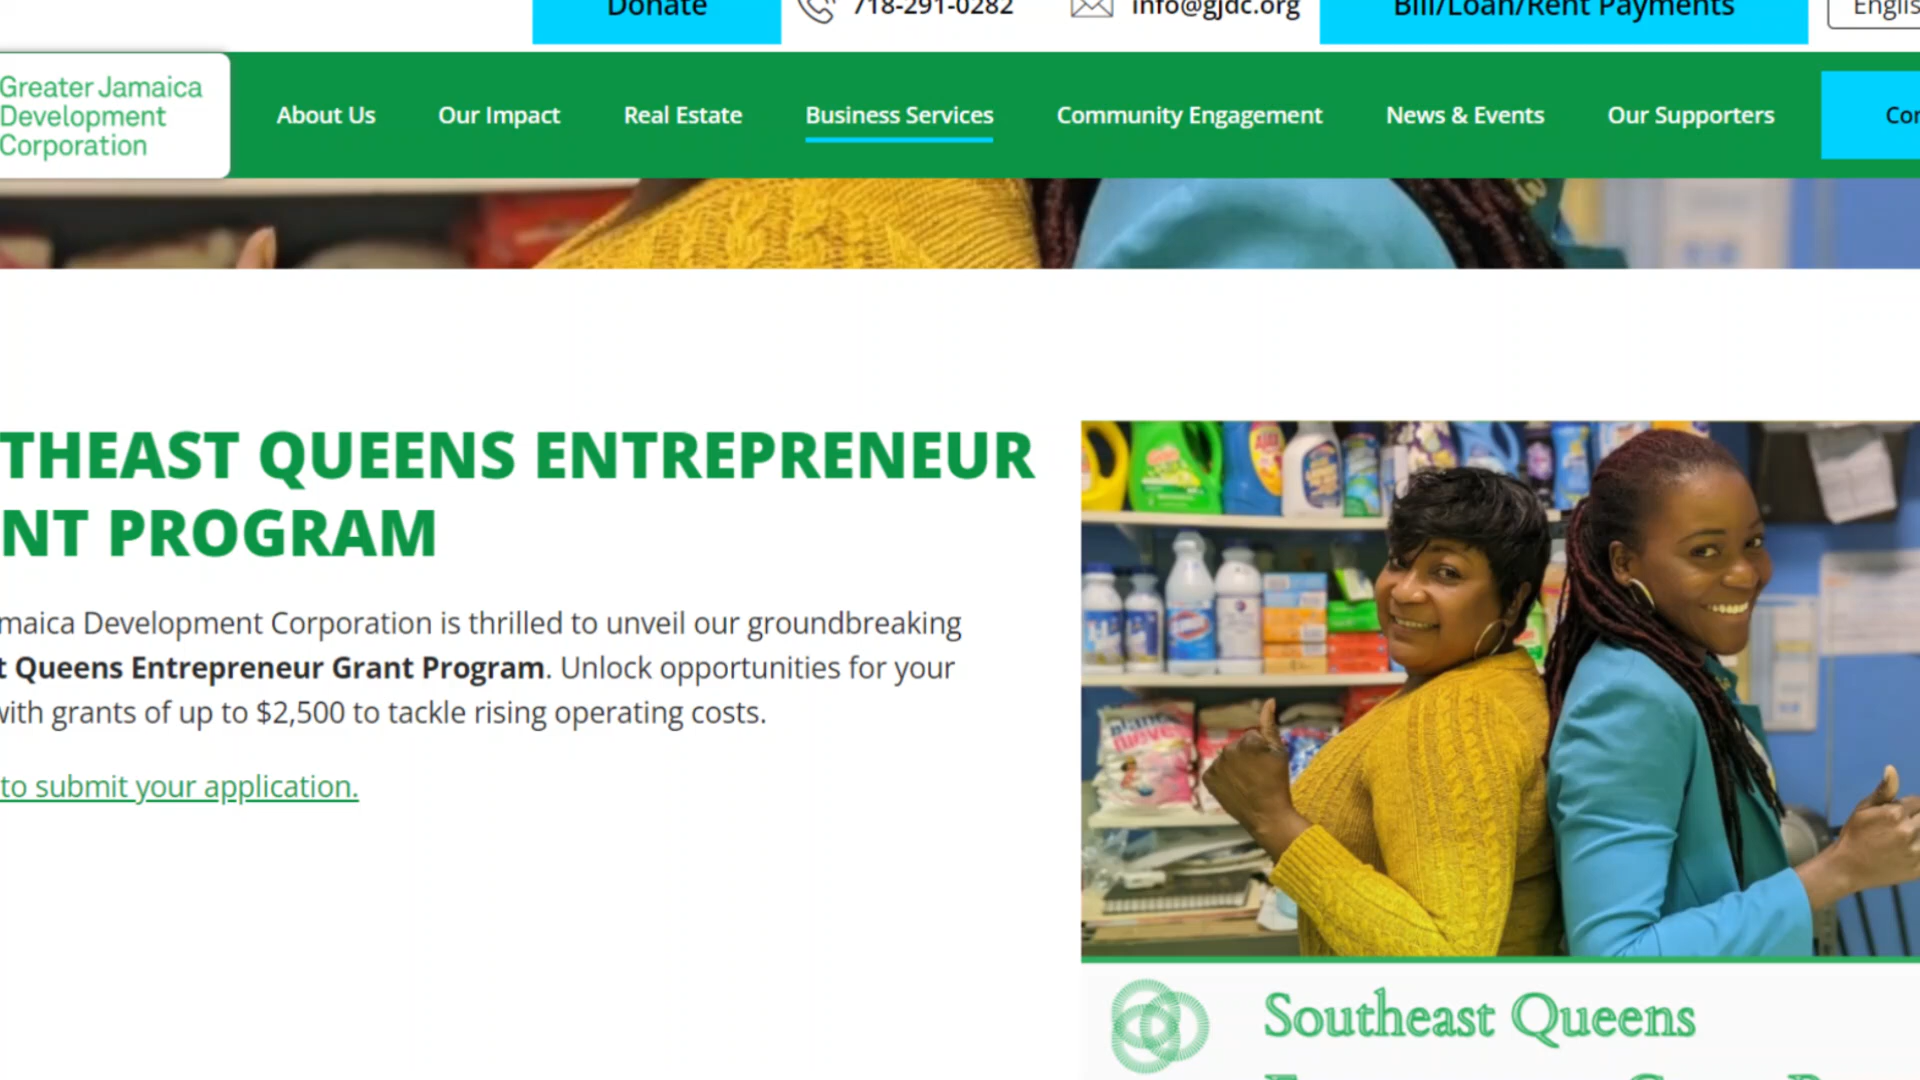 Donate
718-291-0282
info@gjdc.org
Bill/Loan/Rent Payments
Englis
Greater Jamaica
Development
Corporation
About Us
Our Impact
Real Estate
Business Services
Community Engagement
News & Events
Our Supporters
Con
THEAST QUEENS ENTREPRENEUR
NT PROGRAM
maica Development Corporation is thrilled to unveil our groundbreaking
t Queens Entrepreneur Grant Program. Unlock opportunities for your
with grants of up to $2,500 to tackle rising operating costs.
to submit your application.
Southeast Queens